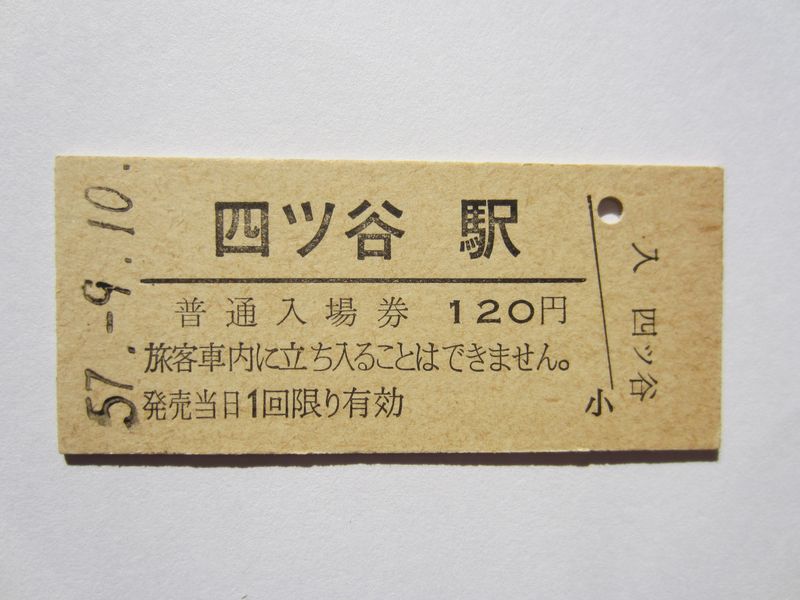 四ツ谷 駅
普通入場券 120円
旅客車内に立ち入ることはできません。
発売当日1回限り有効
小
入 四ッ谷
57.-9.10.